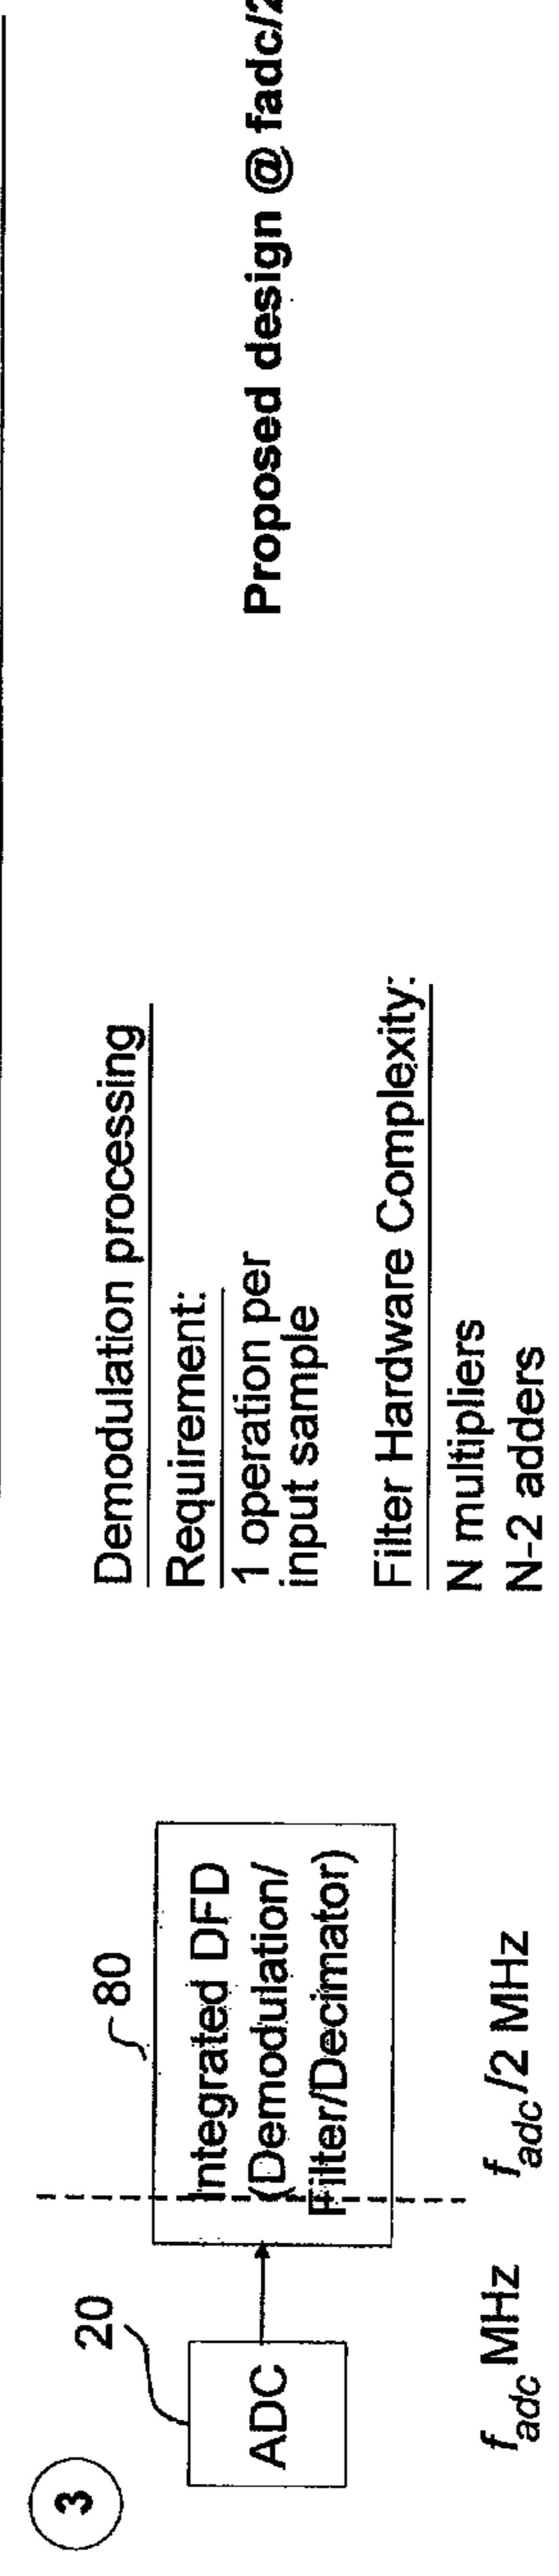 3
20
ADC
80
Integrated DFD
(Demodulation/
Filter/Decimator)
fadc MHz
fadc/2 MHz
Demodulation processing
Requirement:
1 operation per
input sample
Filter Hardware Complexity:
N multipliers
N-2 adders
Proposed design @ fadc/2